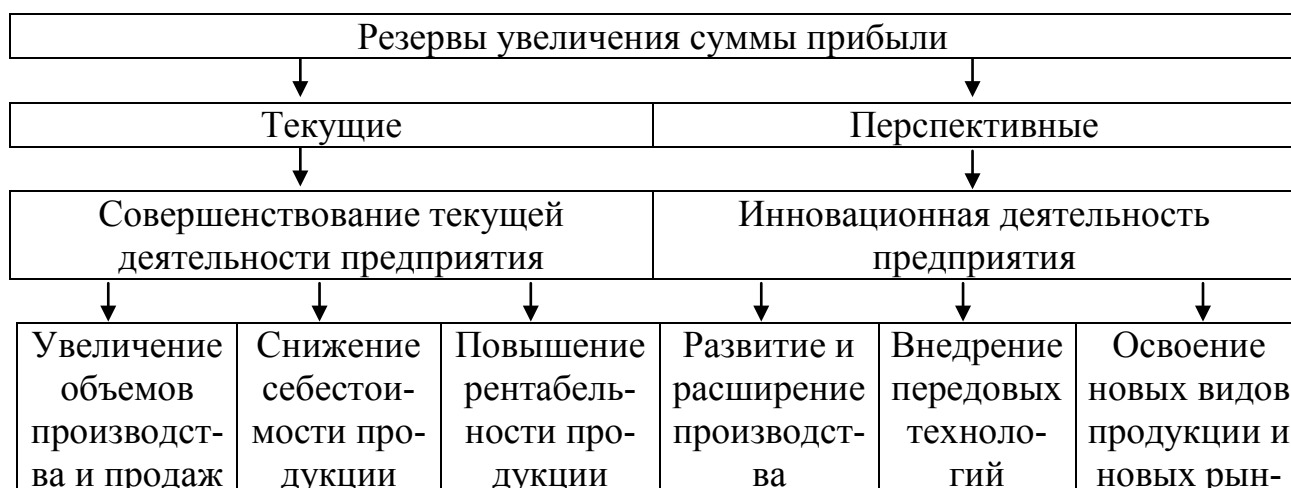 Резервы увеличения суммы прибыли
Текущие
Перспективные
Совершенствование текущей
деятельности предприятия
Инновационная деятельность
предприятия
Увеличение
объемов
производст-
ва и продаж
Снижение
себестои-
мости про-
дукции
Повышение
рентабель-
ности про-
дукции
Развитие и
расширение
производст-
ва
Внедрение
передовых
техноло-
гий
Освоение
новых видов
продукции и
новых рын-